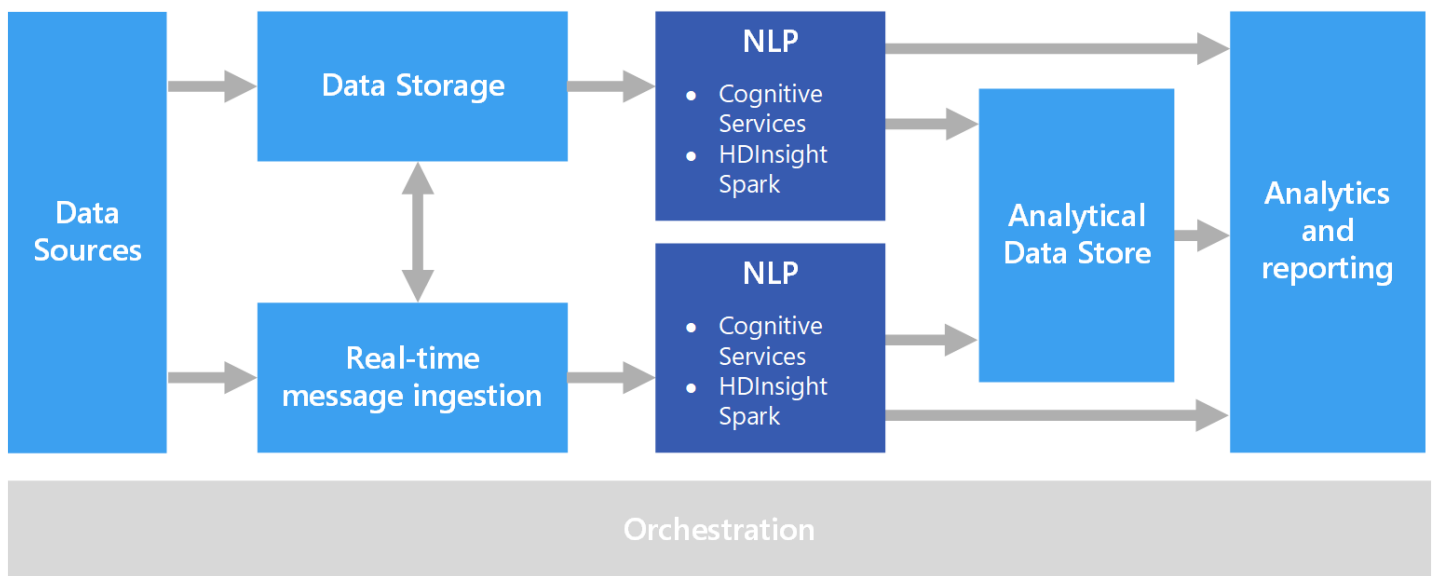 Data
Sources
Data Storage
Real-time
message ingestion
NLP
• Cognitive
Services
• HDInsight
Spark
NLP
• Cognitive
Services
• HDInsight
Spark
Analytical
Data Store
Analytics
and
reporting
Orchestration